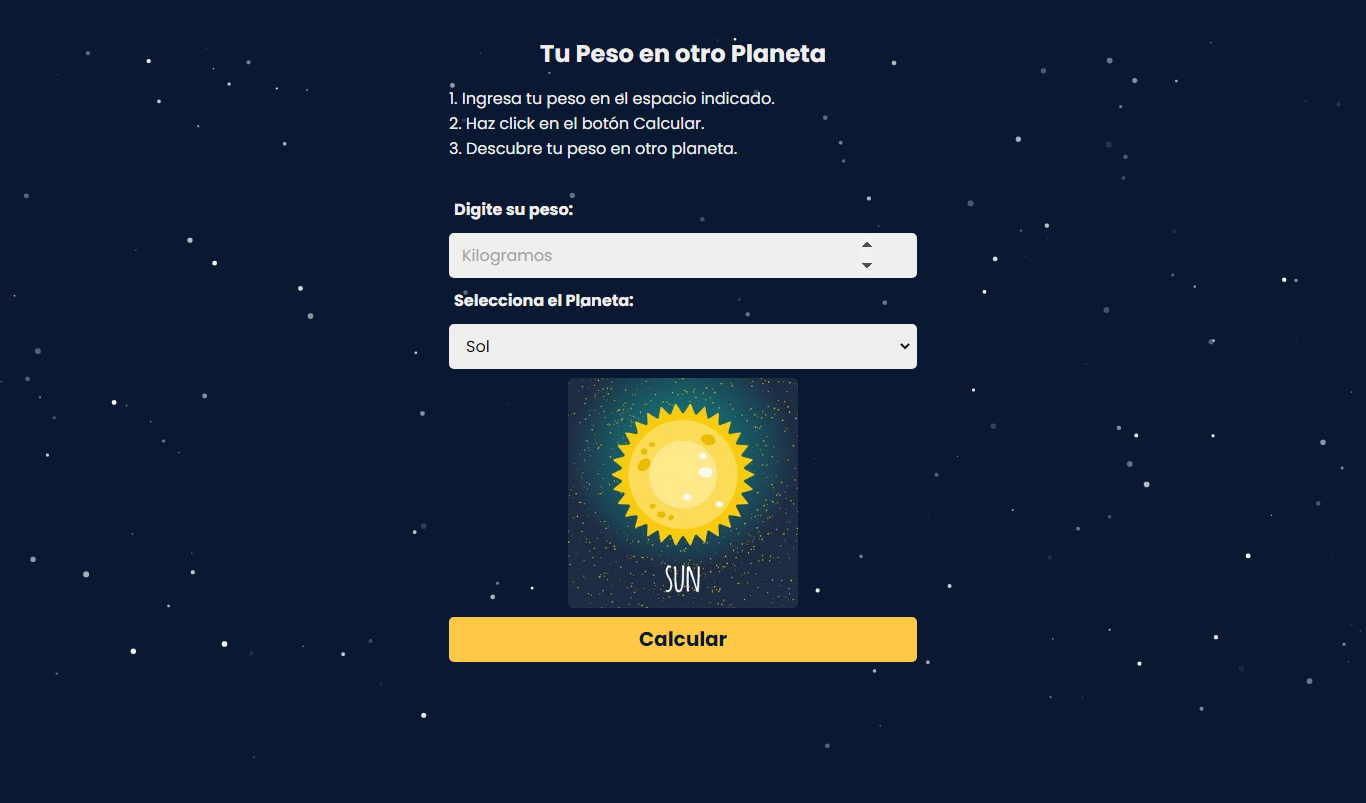 Tu Peso en otro Planeta
1. Ingresa tu peso en el espacio indicado.
2. Haz click en el botón Calcular.
3. Descubre tu peso en otro planeta.
Digite su peso:
Kilogramos
Selecciona el Planeta:
Sol
SUN
Calcular